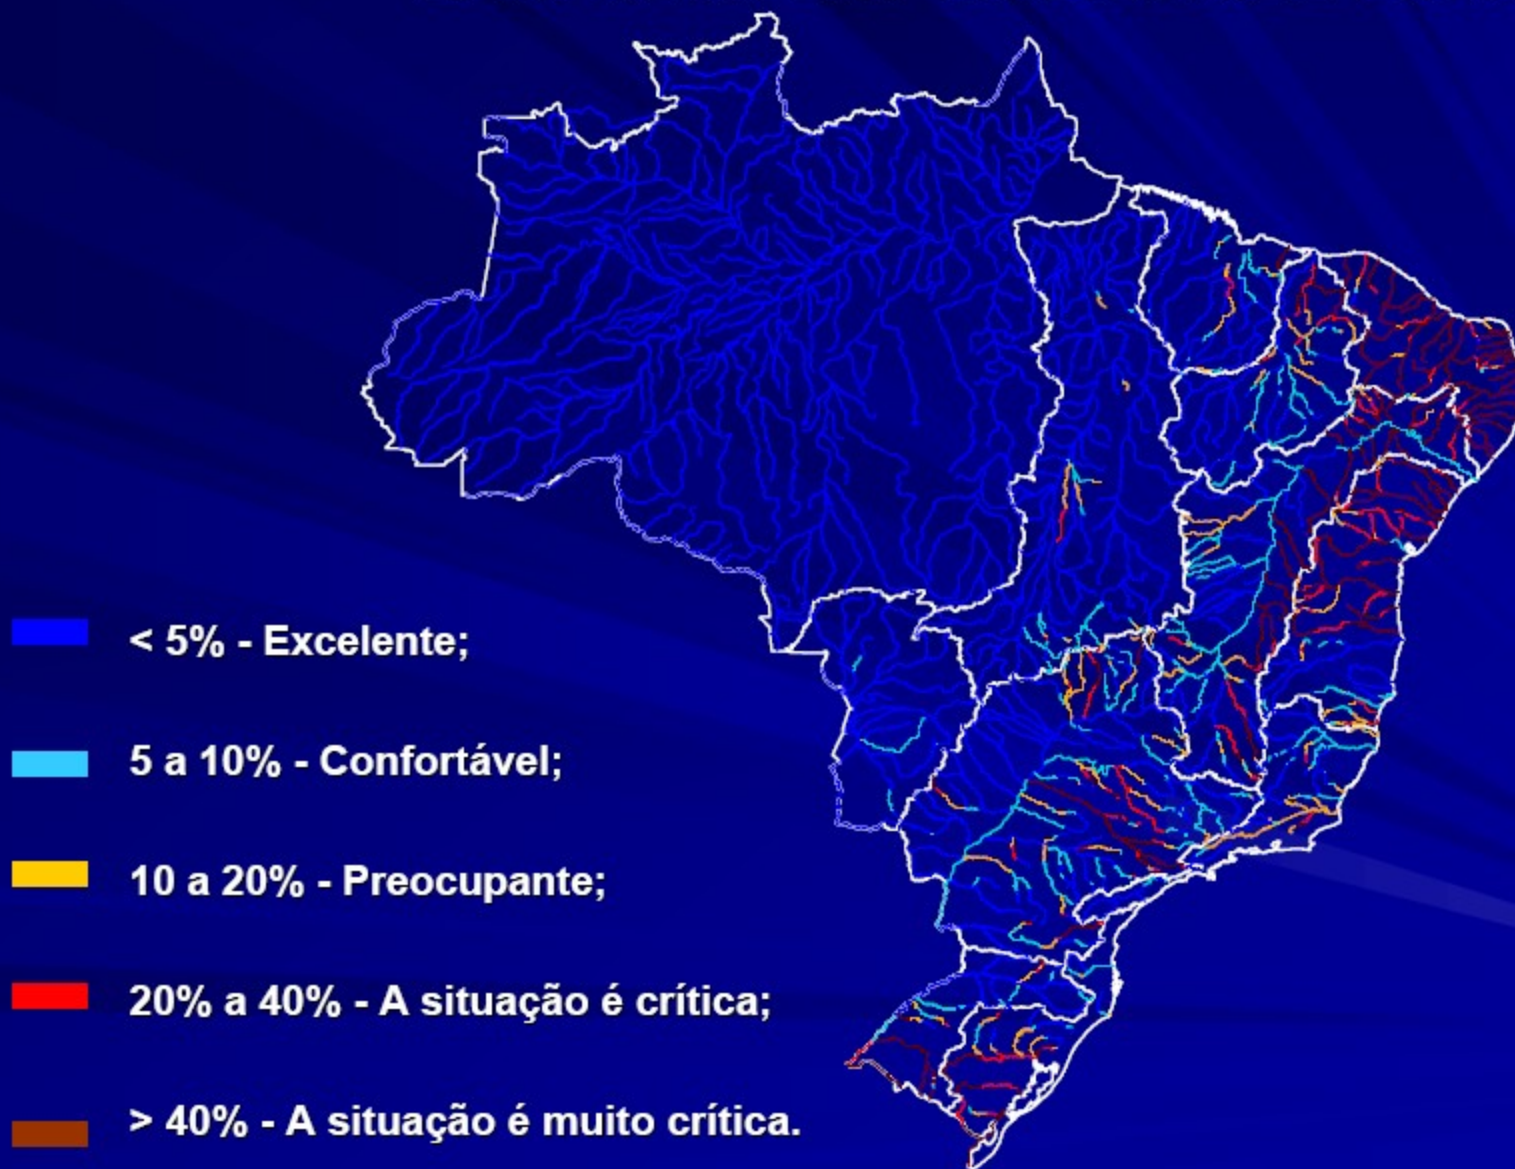 < 5% - Excelente;
5 a 10% - Confortável;
10 a 20% - Preocupante;
20% a 40% - A situação é crítica;
> 40% - A situação é muito crítica.